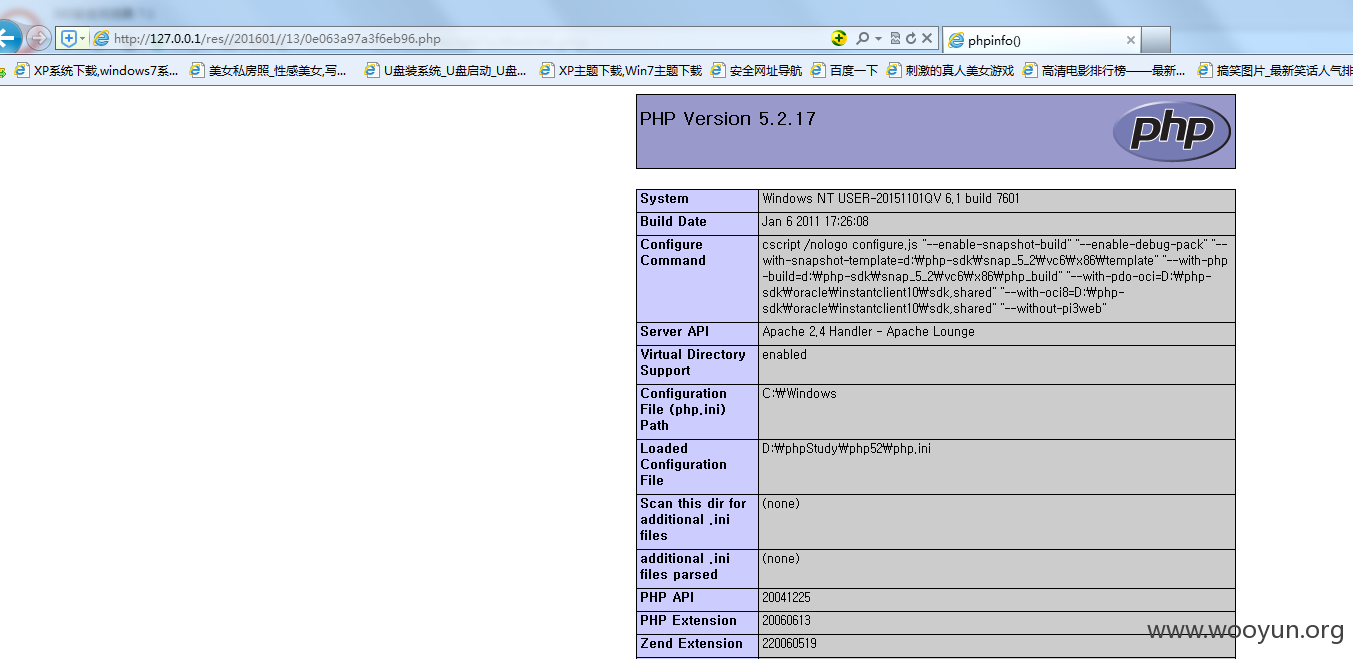 http://127.0.0.1/res//201601//13/0e063a97a3f6eb96.php
phpinfo()
XP系统下载,windows7系... 美女私房照_性感美女,写... U盘装系统_U盘启动_U盘... XP主题下载,Win7主题下载 安全网址导航 百度一下 刺激的真人美女游戏 高清电影排行榜——最新... 搞笑图片_最新笑话人气排
PHP Version 5.2.17
php
System Windows NT USER-20151101QV 6.1 build 7601
Build Date Jan 6 2011 17:26:08
Configure Command cscript /nologo configure.js "--enable-snapshot-build" "--enable-debug-pack" "--
with-snapshot-template=d:₩php-sdk₩snap_5_2₩vc6₩x86₩template" "--with-php
-build=d:₩php-sdk₩snap_5_2₩vc6₩x86₩php_build" "--with-pdo-oci=D:₩php-
sdk₩oracle₩instantclient10₩sdk,shared" "--with-oci8=D:₩php-
sdk₩oracle₩instantclient10₩sdk,shared" "--without-pi3web"
Server API Apache 2.4 Handler - Apache Lounge
Virtual Directory Support enabled
Configuration File (php.ini) Path C:₩Windows
Loaded Configuration File D:₩phpStudy₩php52₩php.ini
Scan this dir for additional .ini files (none)
additional .ini files parsed (none)
PHP API 20041225
PHP Extension 20060613
Zend Extension 220060519
www.wooyun.org